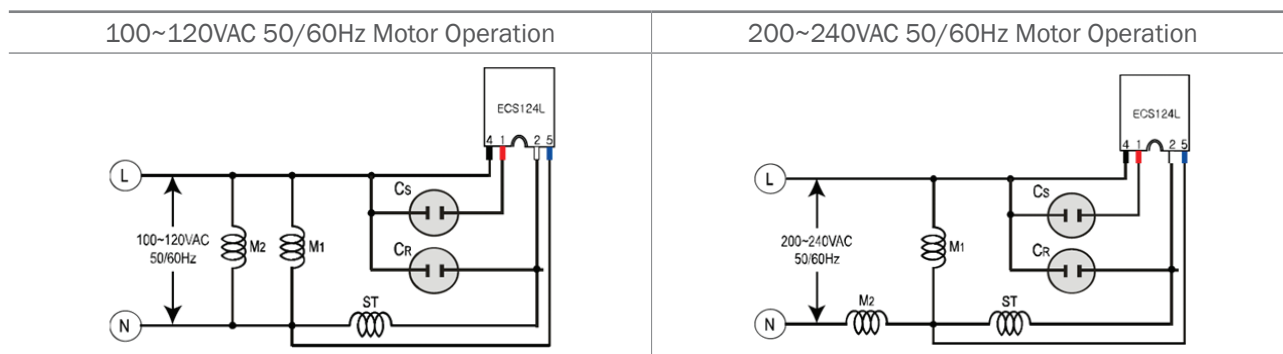 100~120VAC 50/60Hz Motor Operation
200~240VAC 50/60Hz Motor Operation
ECS124L
4 1 2 5
L
Cs
100~120VAC
50/60Hz
M2
M1
CR
ST
N
ECS124L
4 1 2 5
L
Cs
200~240VAC
50/60Hz
M1
CR
M2
ST
N